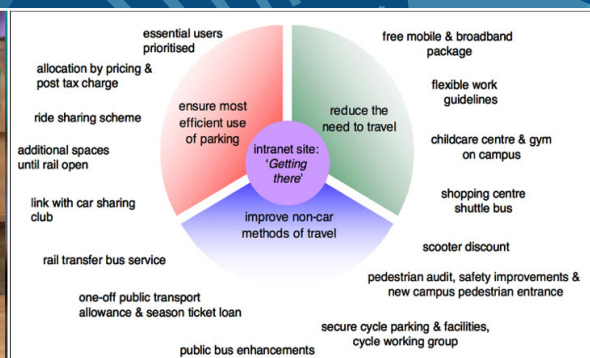 essential users
prioritised
allocation by pricing &
post tax charge
ride sharing scheme
additional spaces
until rail open
link with car sharing
club
rail transfer bus service
one-off public transport
allowance & season ticket loan
public bus enhancements
ensure most
efficient use
of parking
reduce the
need to travel
intranet site:
'Getting
there'
improve non-car
methods of travel
free mobile & broadband
package
flexible work
guidelines
childcare centre & gym
on campus
shopping centre
shuttle bus
scooter discount
pedestrian audit, safety improvements &
new campus pedestrian entrance
secure cycle parking & facilities,
cycle working group